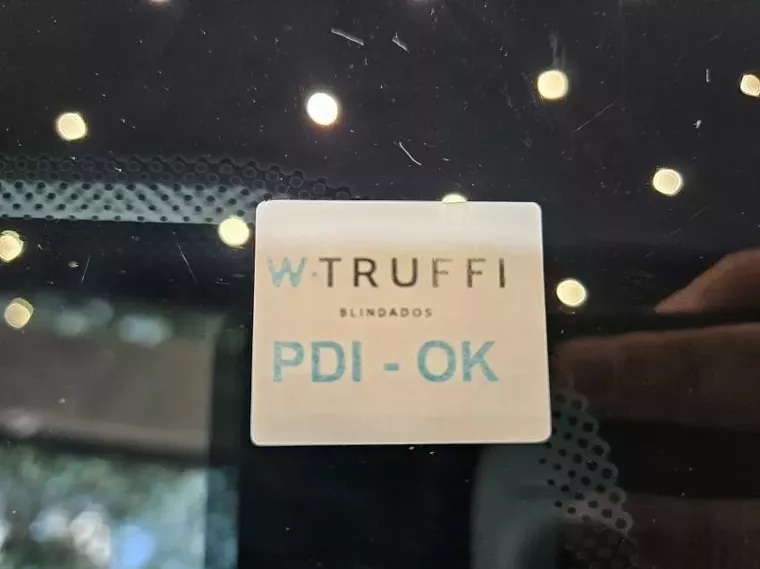 W-TRUFFI
BLINDADOS
PDI - OK